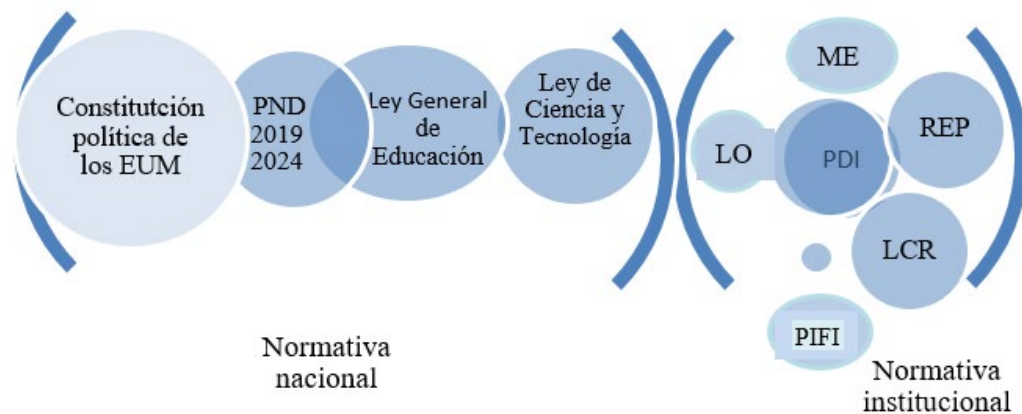 Constitutción
política de
los EUM
PND
2019
2024
Ley General
de
Educación
Ley de
Ciencia y
Tecnología
ME
LO
PDI
REP
LCR
PIFI
Normativa
nacional
Normativa
institucional